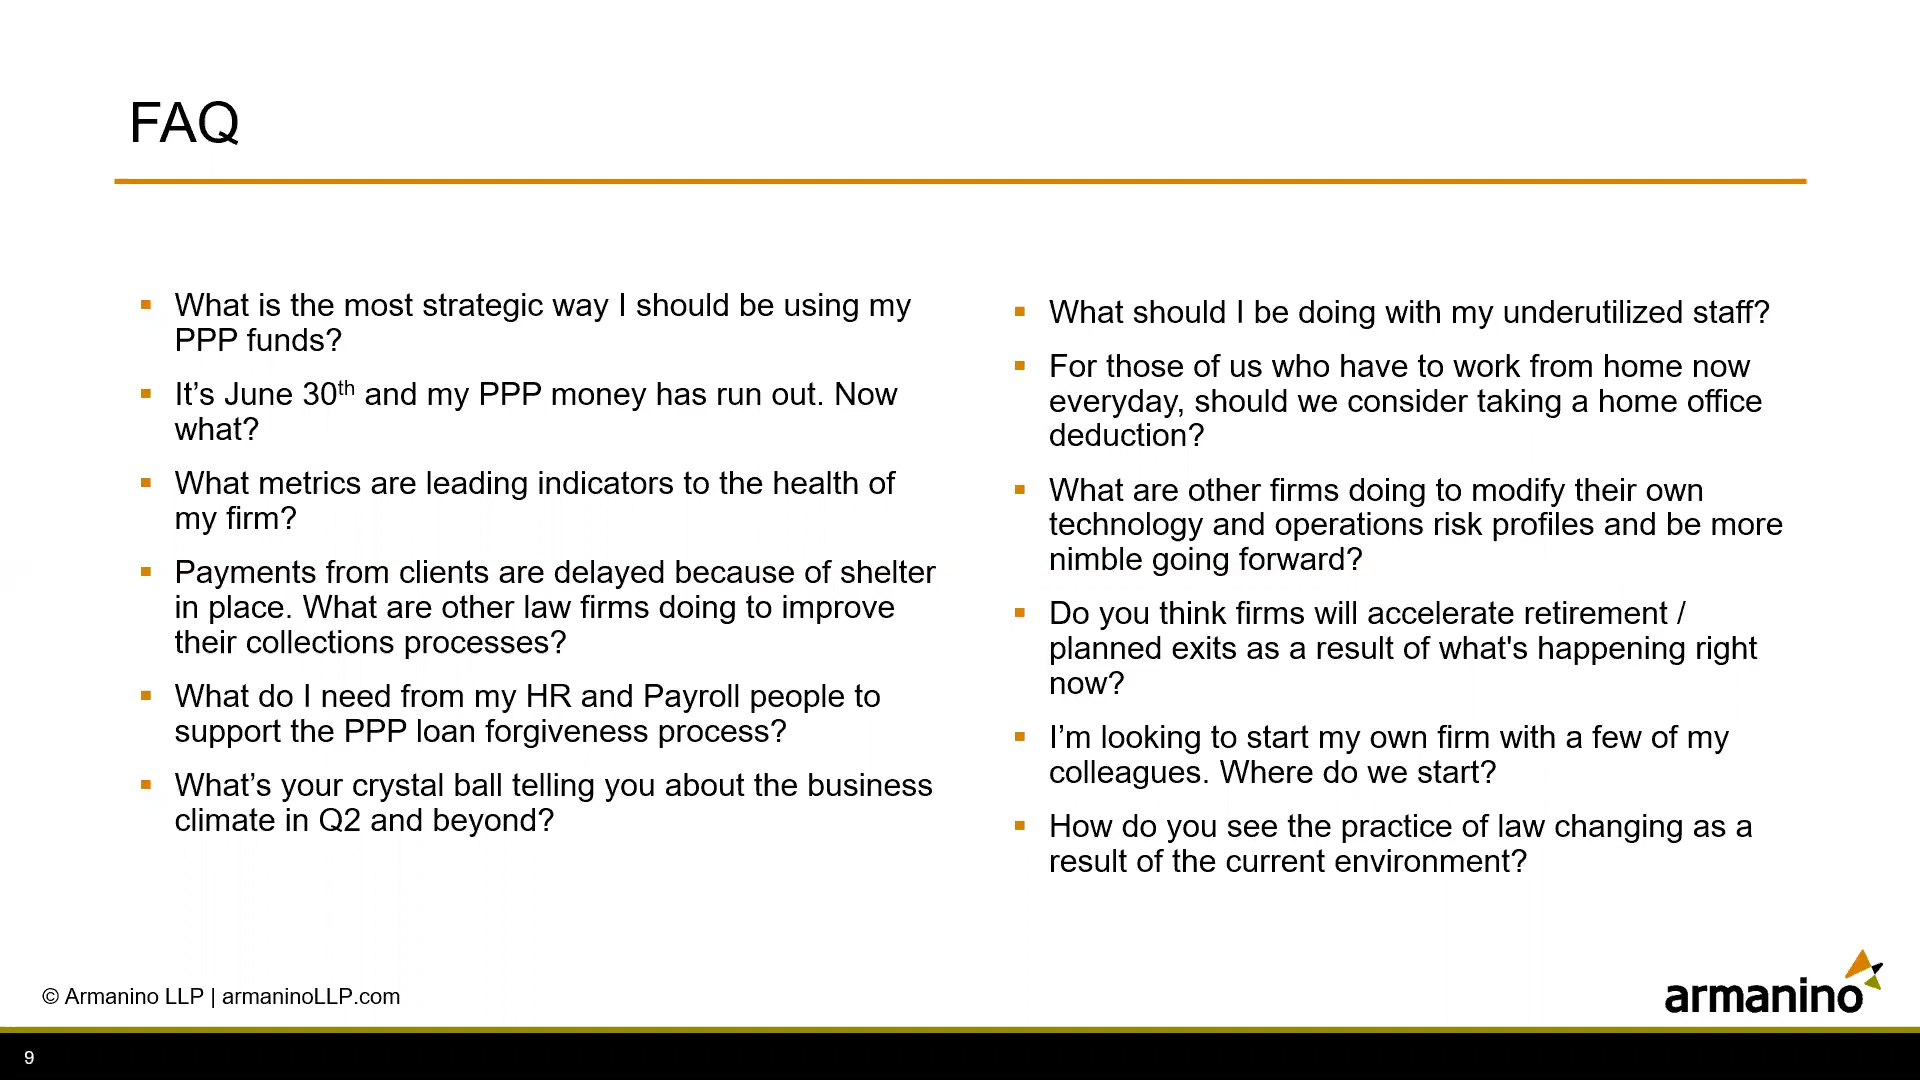 FAQ
▪ What is the most strategic way I should be using my
PPP funds?
▪ It’s June 30th and my PPP money has run out. Now
what?
▪ What metrics are leading indicators to the health of
my firm?
▪ Payments from clients are delayed because of shelter
in place. What are other law firms doing to improve
their collections processes?
▪ What do I need from my HR and Payroll people to
support the PPP loan forgiveness process?
▪ What’s your crystal ball telling you about the business
climate in Q2 and beyond?
▪ What should I be doing with my underutilized staff?
▪ For those of us who have to work from home now
everyday, should we consider taking a home office
deduction?
▪ What are other firms doing to modify their own
technology and operations risk profiles and be more
nimble going forward?
▪ Do you think firms will accelerate retirement /
planned exits as a result of what's happening right
now?
▪ I’m looking to start my own firm with a few of my
colleagues. Where do we start?
▪ How do you see the practice of law changing as a
result of the current environment?
© Armanino LLP | armaninoLLP.com
armanino
9